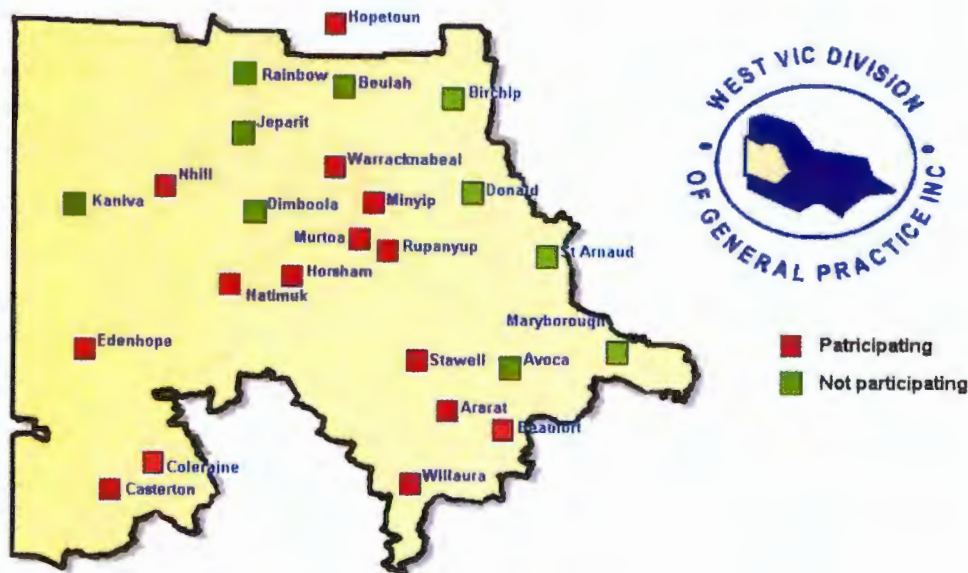 Hopetoun
Rainbow
Beulah
Birchip
Jeparit
Warracknabeal
Nhill
Kaniva
Dimboola
Minyip
Donald
Murtoa
Rupanyup
St Arnaud
Horsham
Natimuk
Maryborough
Edenhope
Stawell
Avoca
Ararat
Beaufort
Coleraine
Casterton
Willaura
WEST VIC DIVISION
OF GENERAL PRACTICE INC
Patricipating
Not participating